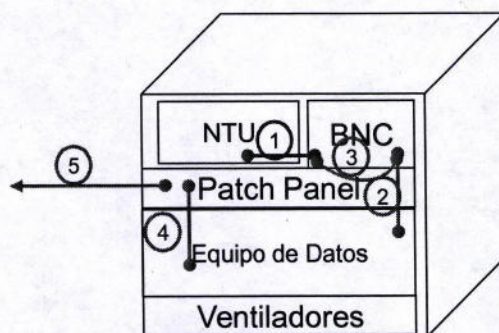 NTU 1 BNC
3
5 Patch Panel 2
4 Equipo de Datos
Ventiladores